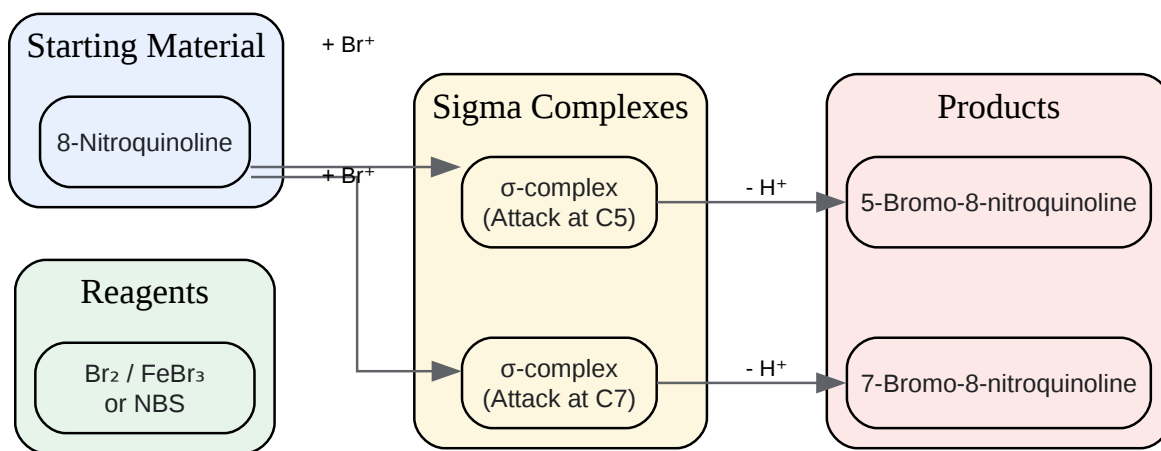 Starting Material
8-Nitroquinoline
+ Br⁺
+ Br⁺
Reagents
Br₂ / FeBr₃
or NBS
Sigma Complexes
σ-complex
(Attack at C5)
σ-complex
(Attack at C7)
- H⁺
- H⁺
Products
5-Bromo-8-nitroquinoline
7-Bromo-8-nitroquinoline